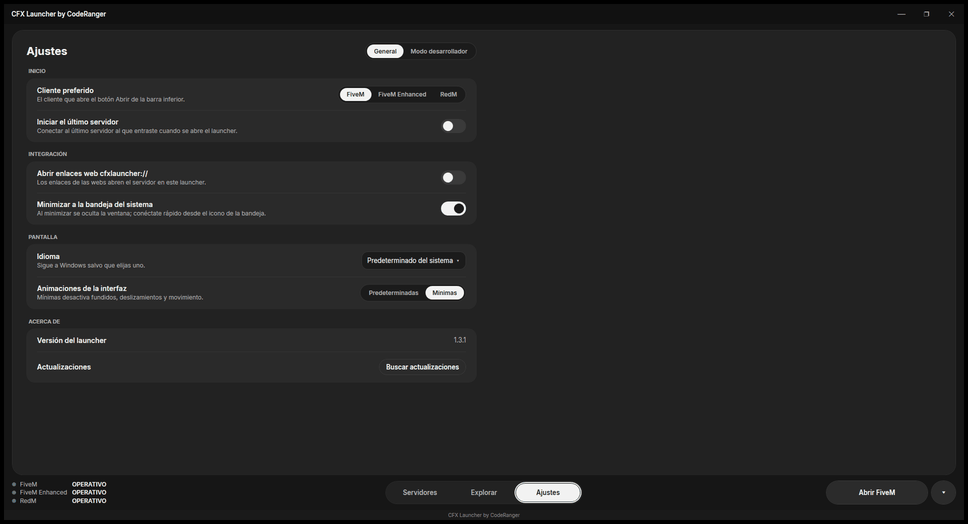 CFX Launcher by CodeRanger
Ajustes
General
Modo desarrollador
INICIO
Cliente preferido
El cliente que abre el botón Abrir de la barra inferior.
FiveM
FiveM Enhanced
RedM
Iniciar el último servidor
Conectar al último servidor al que entraste cuando se abre el launcher.
INTEGRACIÓN
Abrir enlaces web cfxlauncher://
Los enlaces de las webs abren el servidor en este launcher.
Minimizar a la bandeja del sistema
Al minimizar se oculta la ventana; conéctate rápido desde el icono de la bandeja.
PANTALLA
Idioma
Sigue a Windows salvo que elijas uno.
Predeterminado del sistema
Animaciones de la interfaz
Mínimas desactiva fundidos, deslizamientos y movimiento.
Predeterminadas
Mínimas
ACERCA DE
Versión del launcher
1.3.1
Actualizaciones
Buscar actualizaciones
FiveM OPERATIVO
FiveM Enhanced OPERATIVO
RedM OPERATIVO
Servidores
Explorar
Ajustes
Abrir FiveM
CFX Launcher by CodeRanger